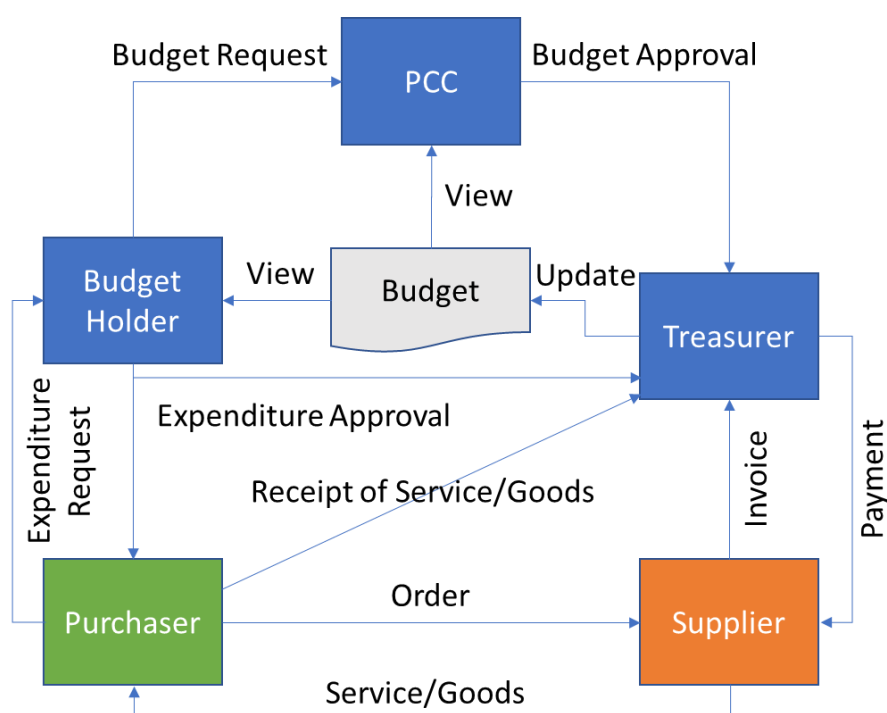 Budget Request
PCC
Budget Approval
View
Budget
Holder
View
Budget
Update
Treasurer
Expenditure
Request
Expenditure Approval
Receipt of Service/Goods
Invoice
Payment
Purchaser
Order
Supplier
Service/Goods